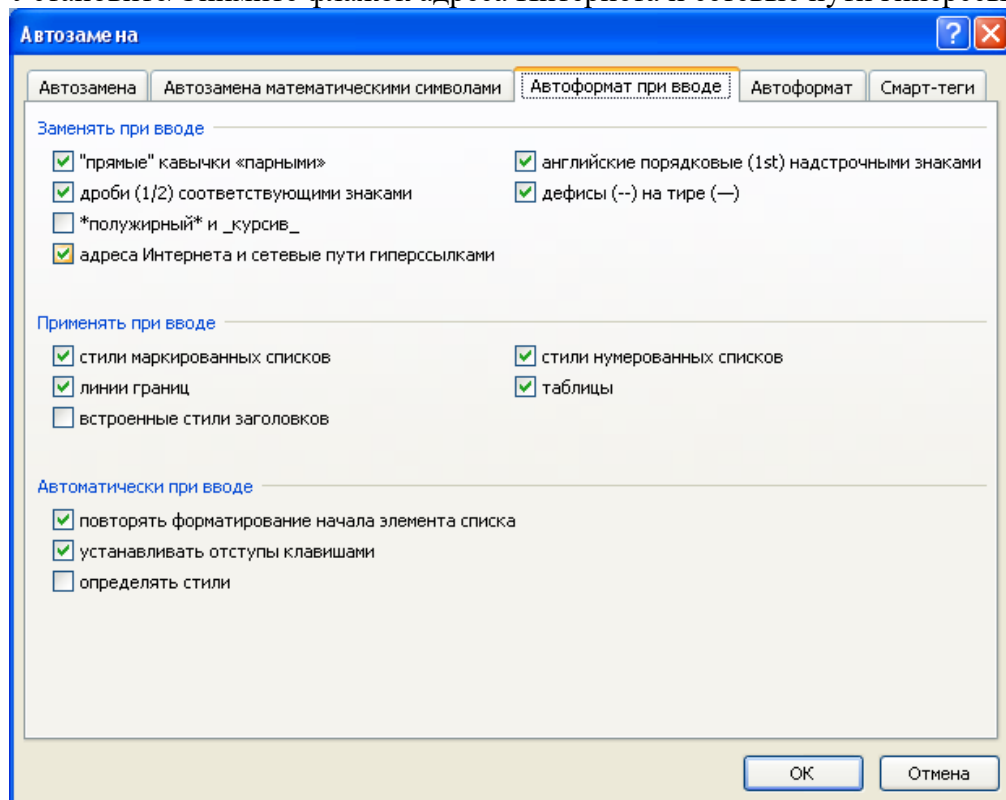 Автозамена
Автозамена Автозамена математическими символами Автоформат при вводе Автоформат Смарт-теги
Заменять при вводе
"прямые" кавычки «парными» английские порядковые (1st) надстрочными знаками
дроби (1/2) соответствующими знаками дефисы (--) на тире (—)
*полужирный* и _курсив_
адреса Интернета и сетевые пути гиперссылками
Применять при вводе
стили маркированных списков стили нумерованных списков
линии границ таблицы
встроенные стили заголовков
Автоматически при вводе
повторять форматирование начала элемента списка
устанавливать отступы клавишами
определять стили
ОК Отмена